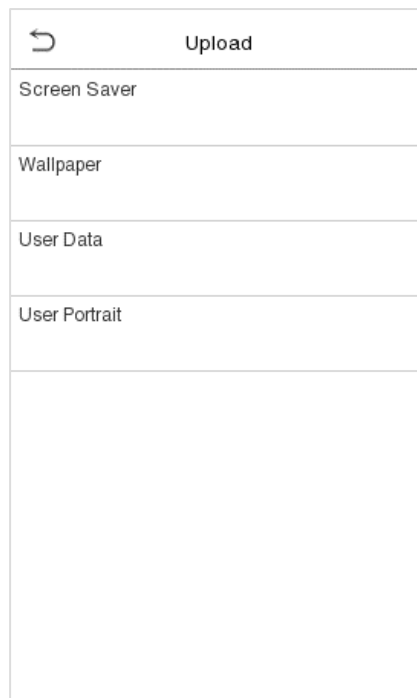 Upload
Screen Saver
Wallpaper
User Data
User Portrait